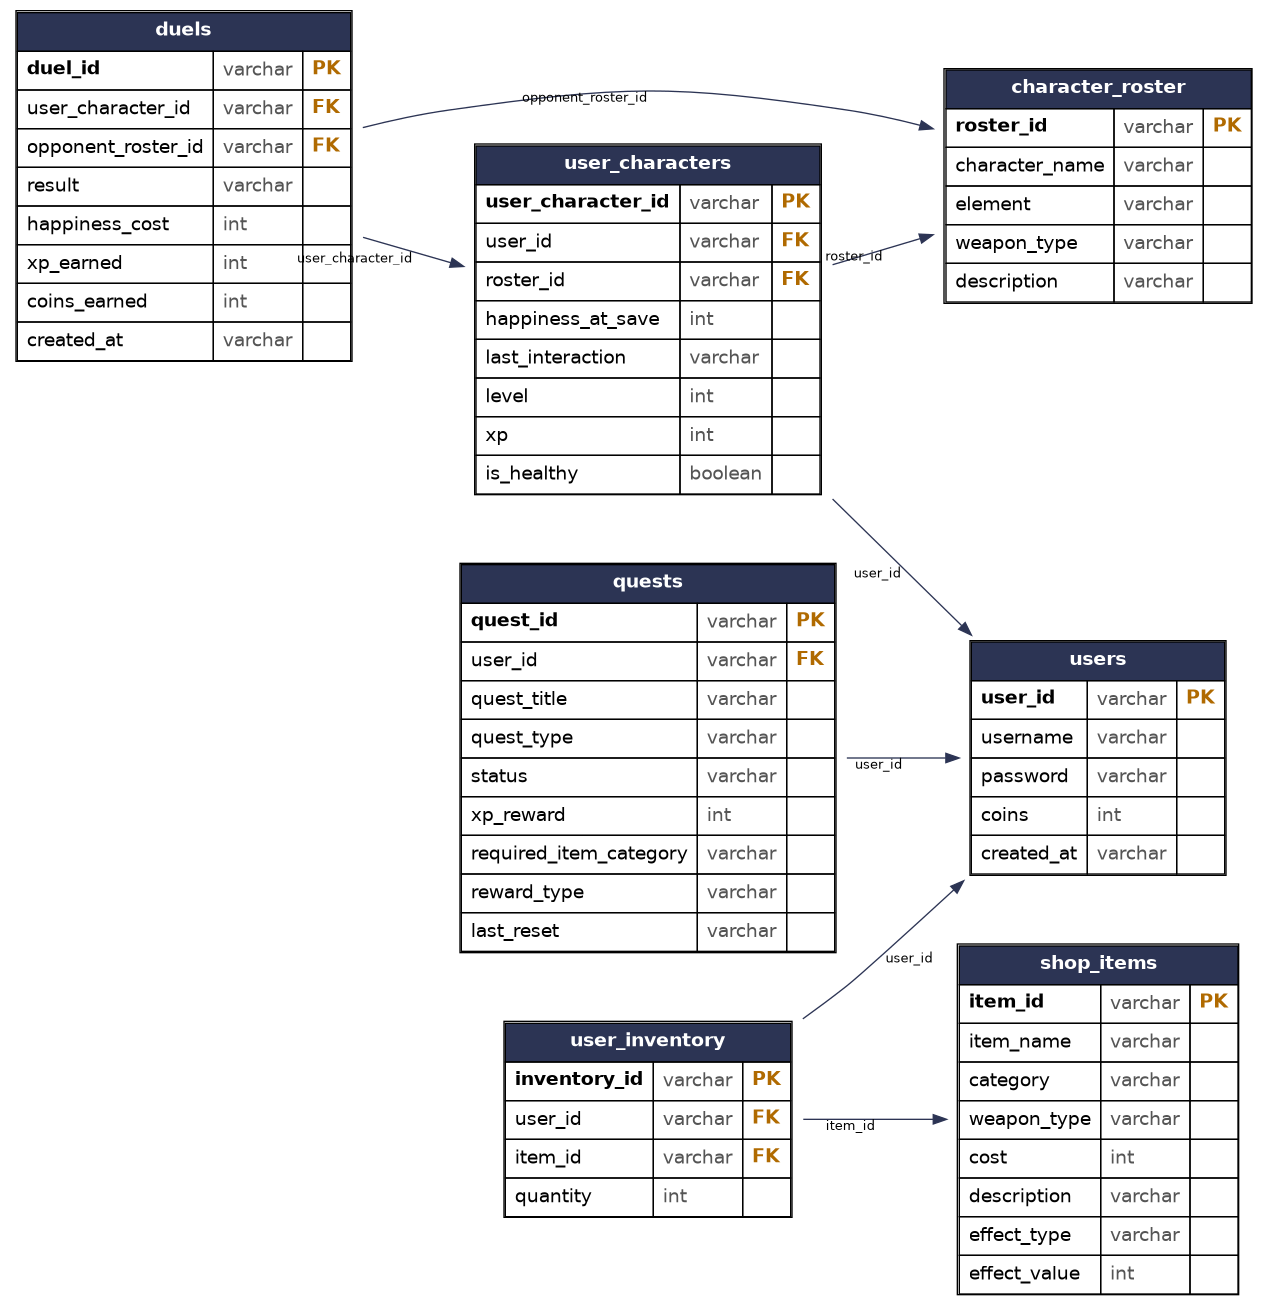 duels
duel_id varchar PK
user_character_id varchar FK
opponent_roster_id varchar FK
result varchar
happiness_cost int
xp_earned int
coins_earned int
created_at varchar
opponent_roster_id
user_character_id
user_characters
user_character_id varchar PK
user_id varchar FK
roster_id varchar FK
happiness_at_save int
last_interaction varchar
level int
xp int
is_healthy boolean
roster_id
user_id
character_roster
roster_id varchar PK
character_name varchar
element varchar
weapon_type varchar
description varchar
quests
quest_id varchar PK
user_id varchar FK
quest_title varchar
quest_type varchar
status varchar
xp_reward int
required_item_category varchar
reward_type varchar
last_reset varchar
user_id
users
user_id varchar PK
username varchar
password varchar
coins int
created_at varchar
user_inventory
inventory_id varchar PK
user_id varchar FK
item_id varchar FK
quantity int
user_id
item_id
shop_items
item_id varchar PK
item_name varchar
category varchar
weapon_type varchar
cost int
description varchar
effect_type varchar
effect_value int